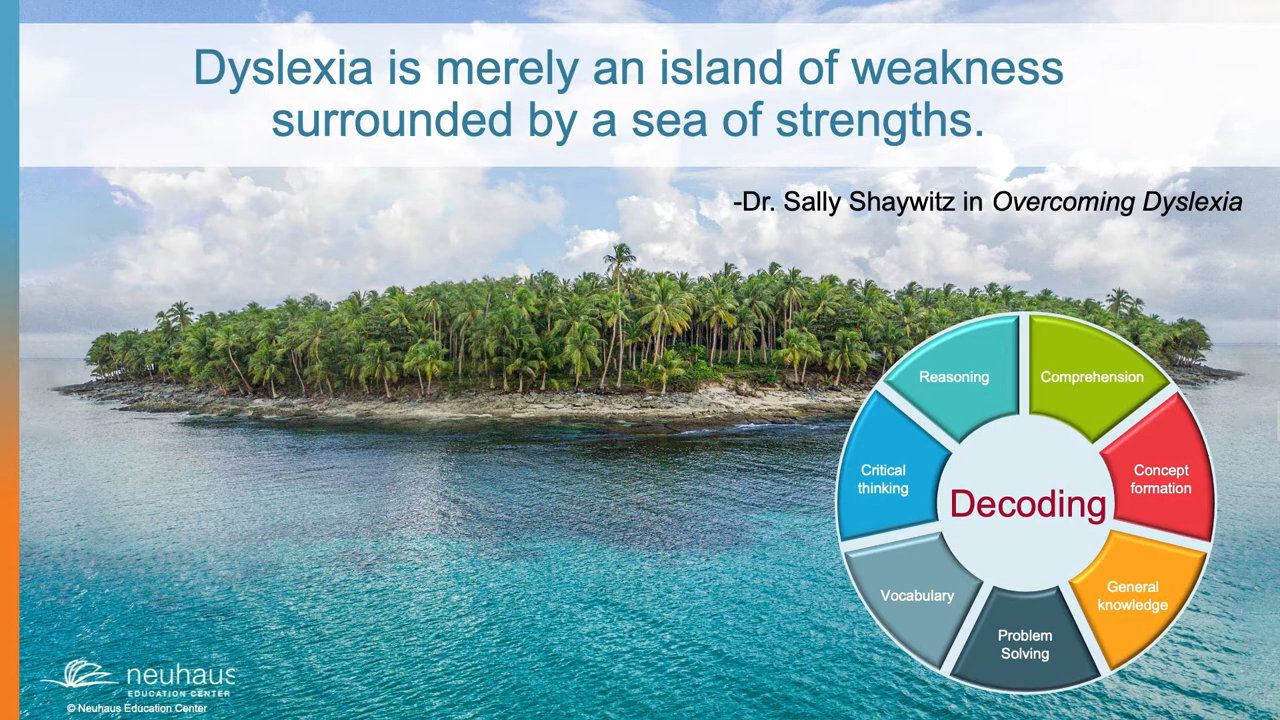 Dyslexia is merely an island of weakness
surrounded by a sea of strengths.
-Dr. Sally Shaywitz in Overcoming Dyslexia
Reasoning
Comprehension
Critical
thinking
Concept
formation
Decoding
Vocabulary
General
knowledge
Problem
Solving
neuhaus
EDUCATION CENTER
© Neuhaus Education Center